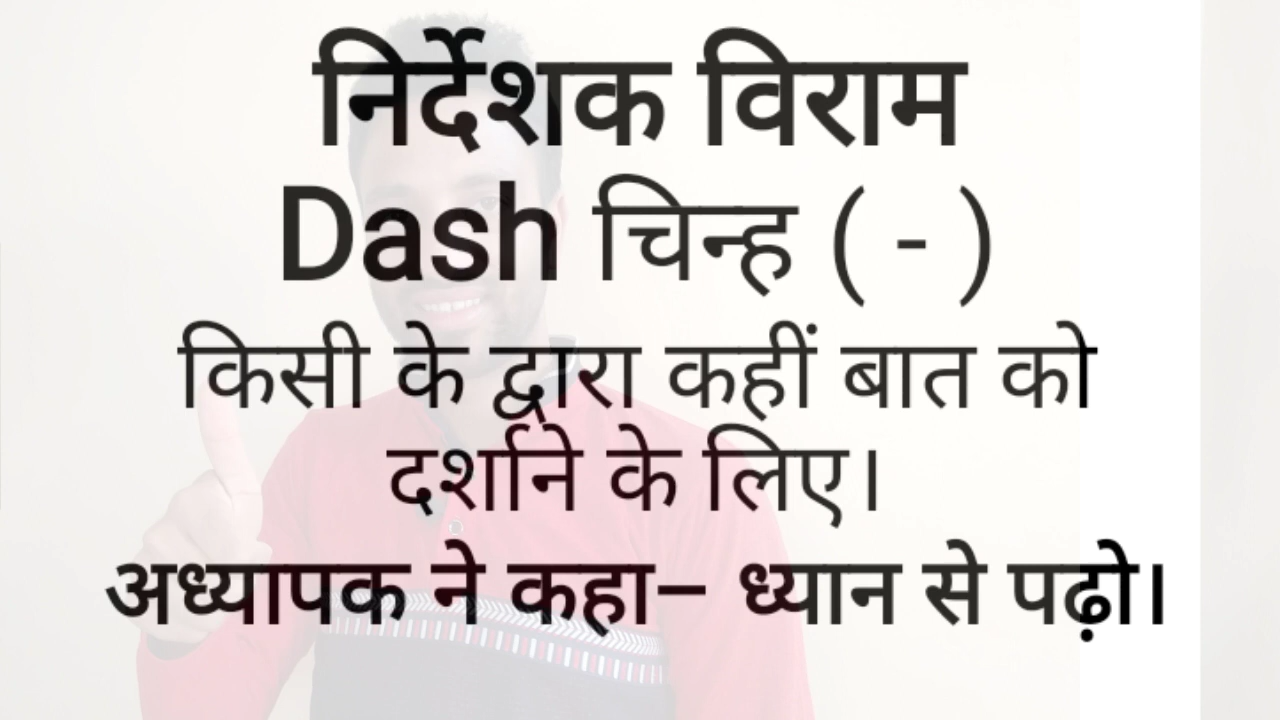 निर्देशक विराम
Dash चिन्ह ( - )
किसी के द्वारा कहीं बात को
दर्शाने के लिए।
अध्यापक ने कहा– ध्यान से पढ़ो।